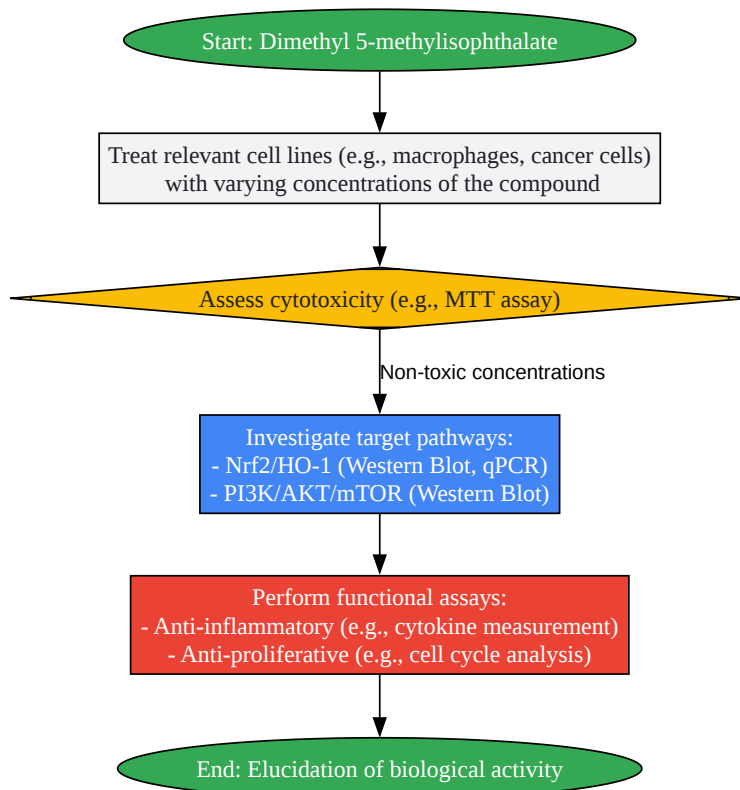 Start: Dimethyl 5-methylisophthalate
Treat relevant cell lines (e.g., macrophages, cancer cells)
with varying concentrations of the compound
Assess cytotoxicity (e.g., MTT assay)
Non-toxic concentrations
Investigate target pathways:
- Nrf2/HO-1 (Western Blot, qPCR)
- PI3K/AKT/mTOR (Western Blot)
Perform functional assays:
- Anti-inflammatory (e.g., cytokine measurement)
- Anti-proliferative (e.g., cell cycle analysis)
End: Elucidation of biological activity